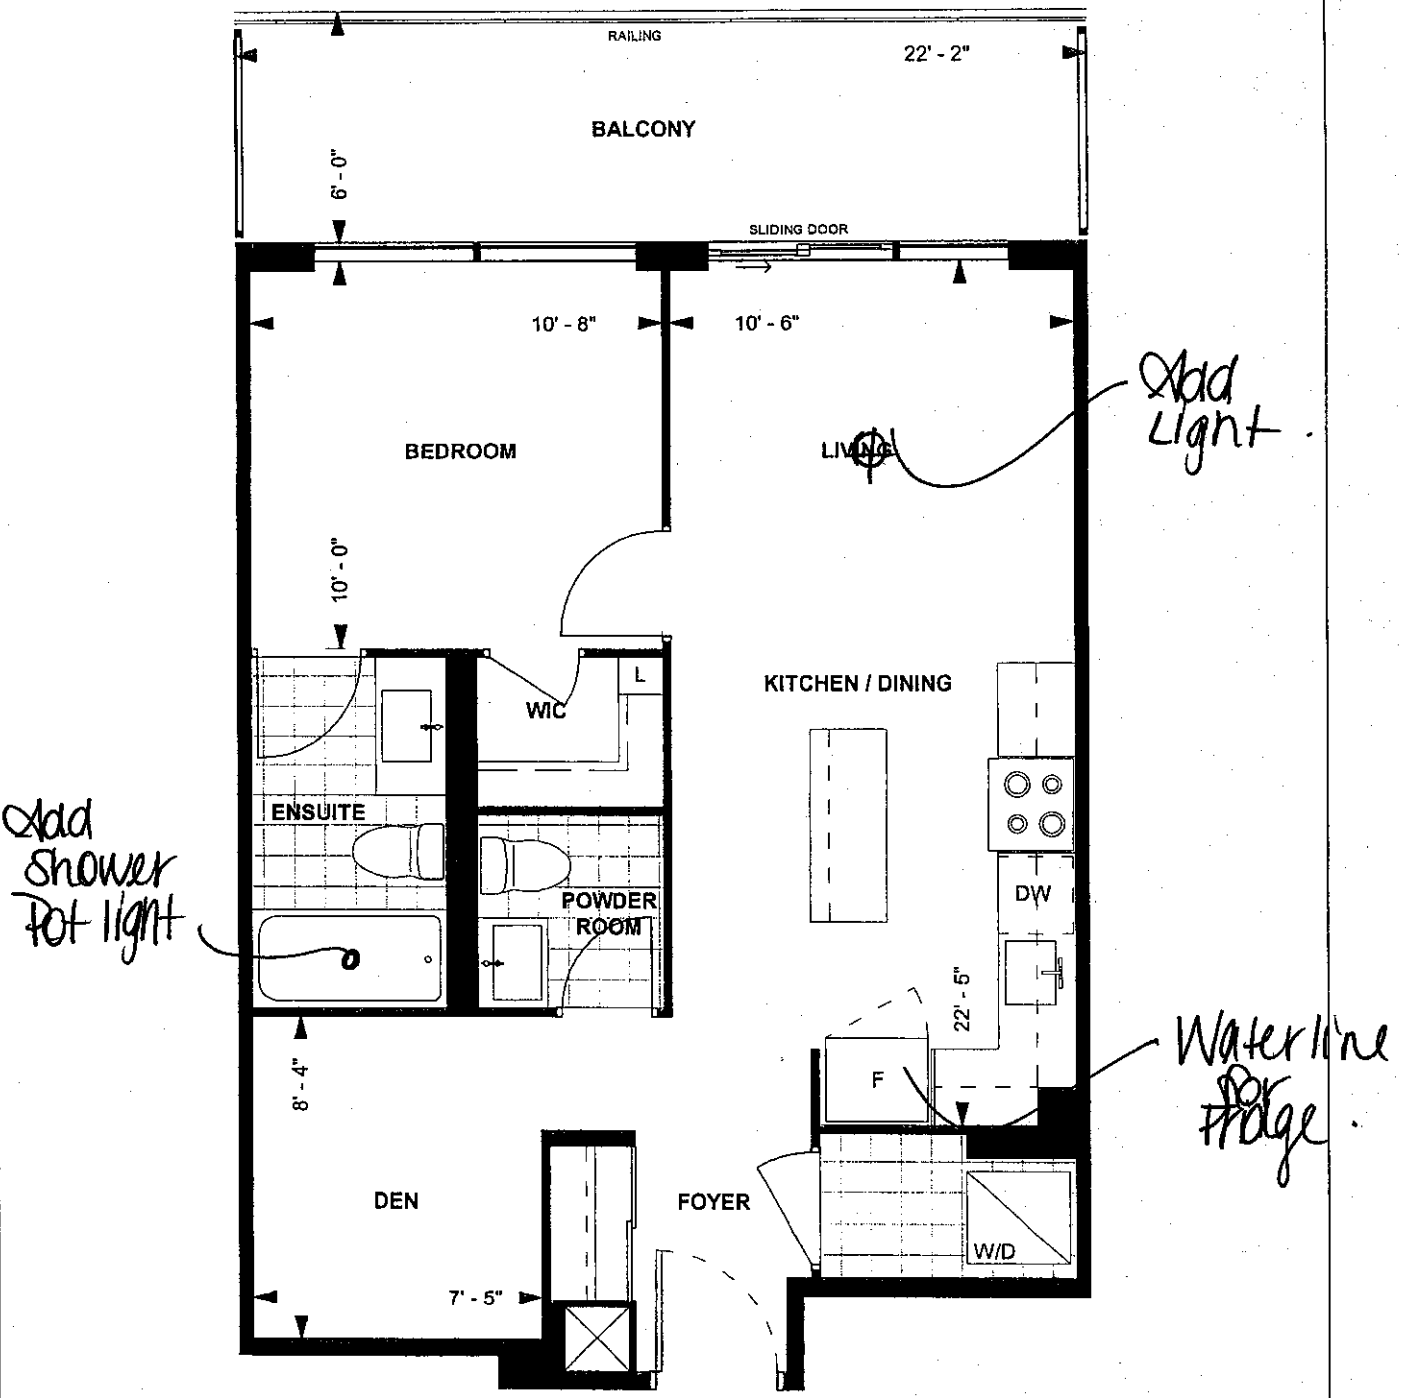 RAILING
22' - 2"
BALCONY
6' - 0"
SLIDING DOOR
10' - 8"
10' - 6"
Add
Light.
BEDROOM
LIVING
10' - 0"
L
WIC
KITCHEN / DINING
ENSUITE
Add
shower
Pot light
POWDER
ROOM
DW
22' - 5"
F
Waterline
for
Fridge.
8' - 4"
DEN
FOYER
W/D
7' - 5"